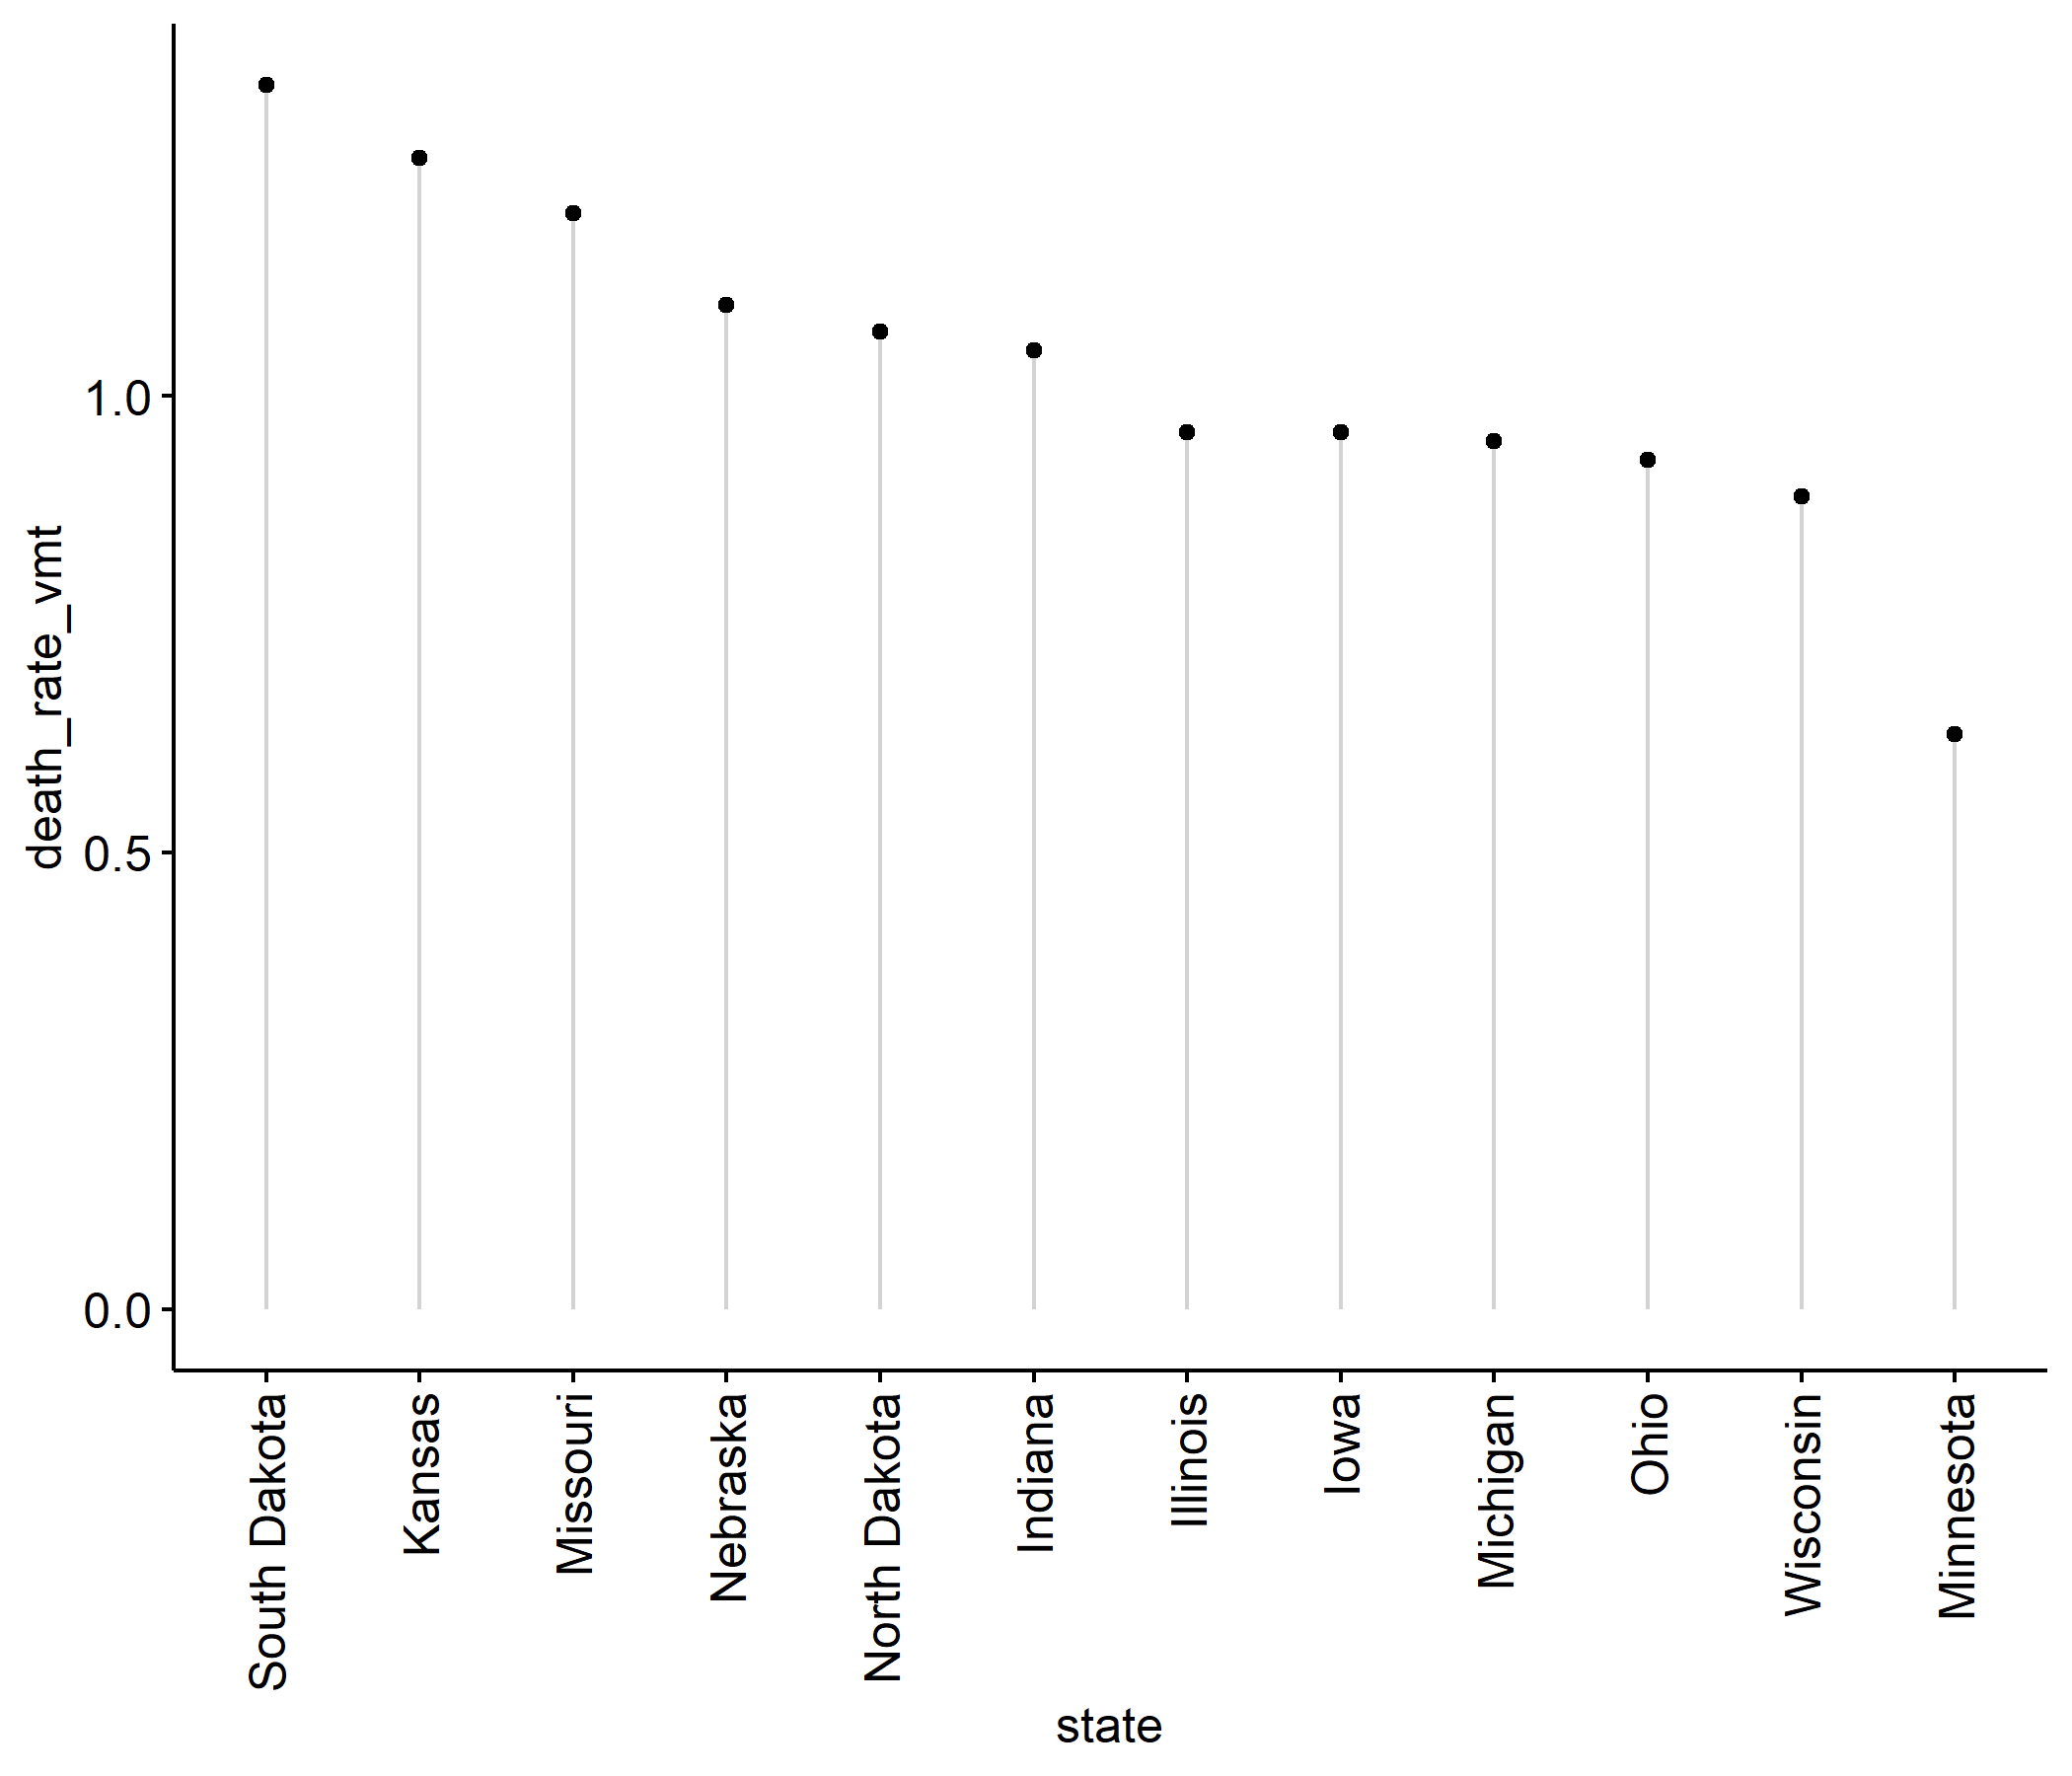 death_rate_vmt
1.0
0.5
0.0
South Dakota
Kansas
Missouri
Nebraska
North Dakota
Indiana
Illinois
Iowa
Michigan
Ohio
Wisconsin
Minnesota
state